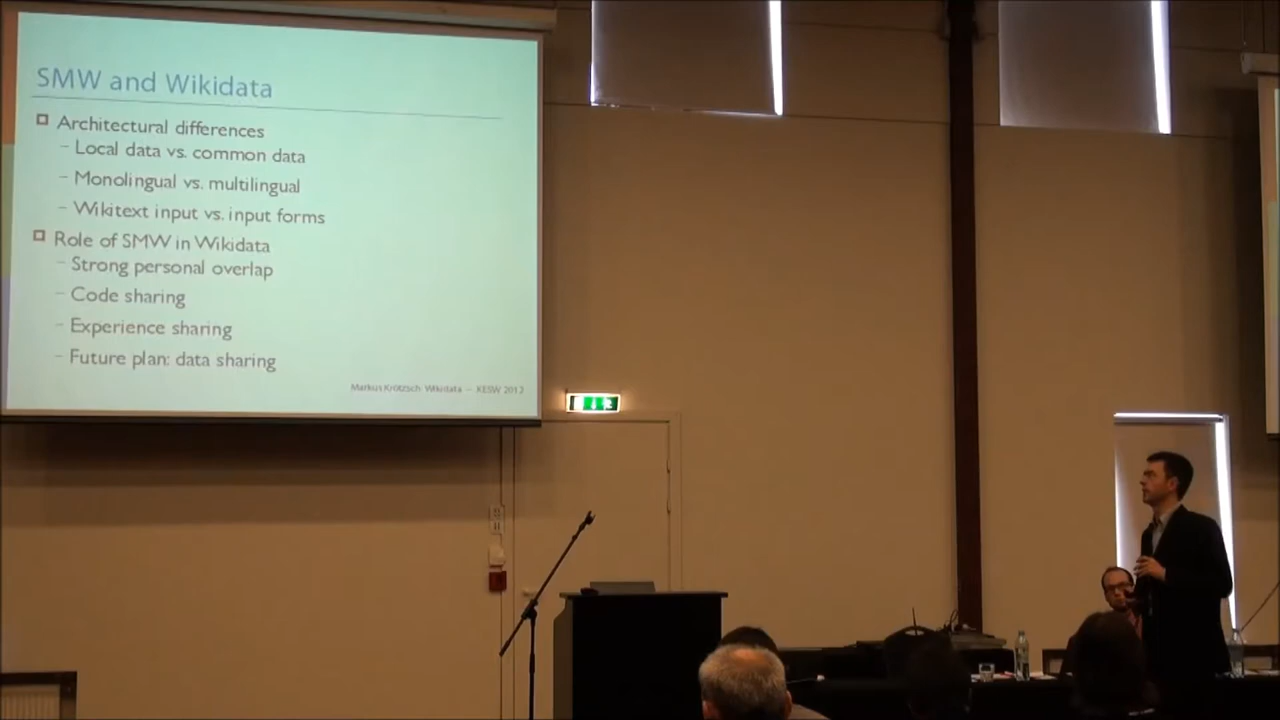 SMW and Wikidata
Architectural differences
– Local data vs. common data
– Monolingual vs. multilingual
– Wikitext input vs. input forms
Role of SMW in Wikidata
– Strong personal overlap
– Code sharing
– Experience sharing
– Future plan: data sharing
Markus Krötzsch: Wikidata — KESW 2012